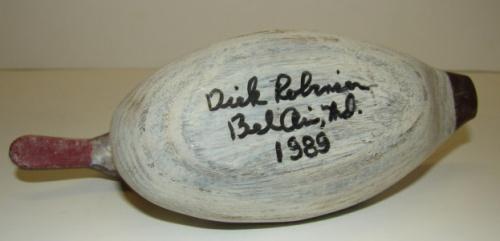 Dick Robinson
Bel Air, Md.
1989